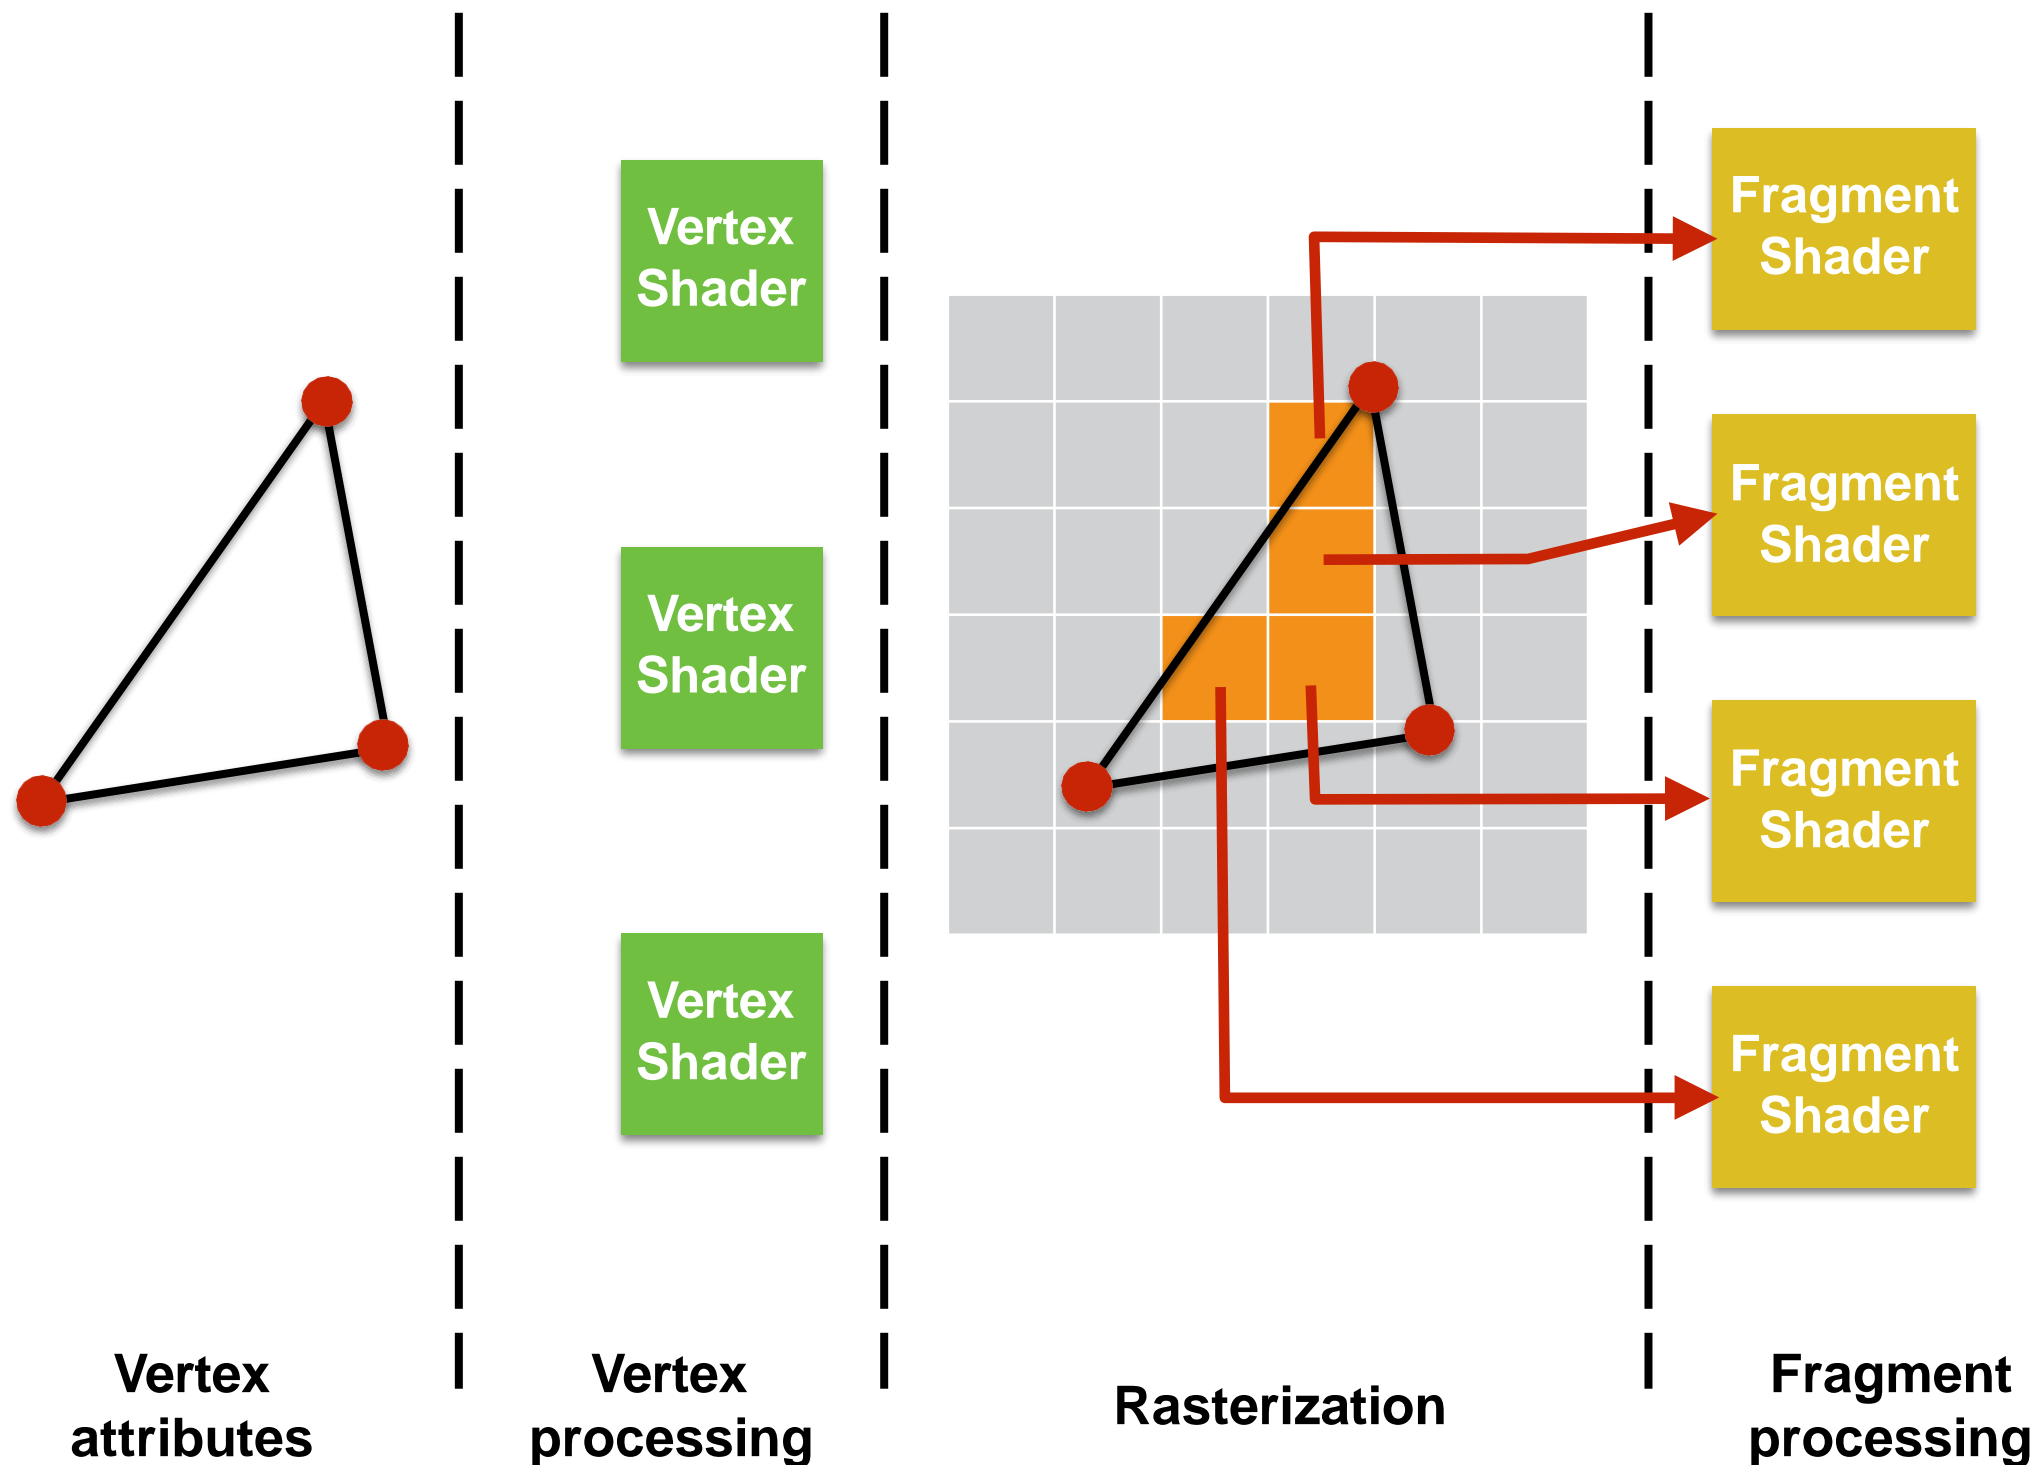 Vertex
Shader
Vertex
Shader
Vertex
Shader
Fragment
Shader
Fragment
Shader
Fragment
Shader
Fragment
Shader
Vertex
attributes
Vertex
processing
Rasterization
Fragment
processing